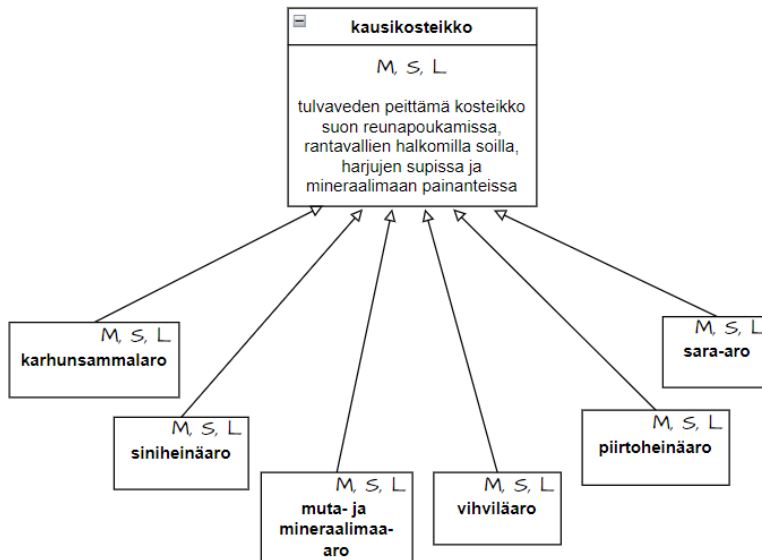 kausikosteikko
M, S, L
tulvaveden peittämä kosteikko
suon reunapoukamissa,
rantavallien halkomilla soilla,
harjujen supissa ja
mineraalimaan painanteissa
M, S, L
karhunsammalaro
M, S, L
siniheinäaro
M, S, L
muta- ja
mineraalimaa-
aro
M, S, L
vihviläaro
M, S, L
piirtoheinäaro
M, S, L
sara-aro